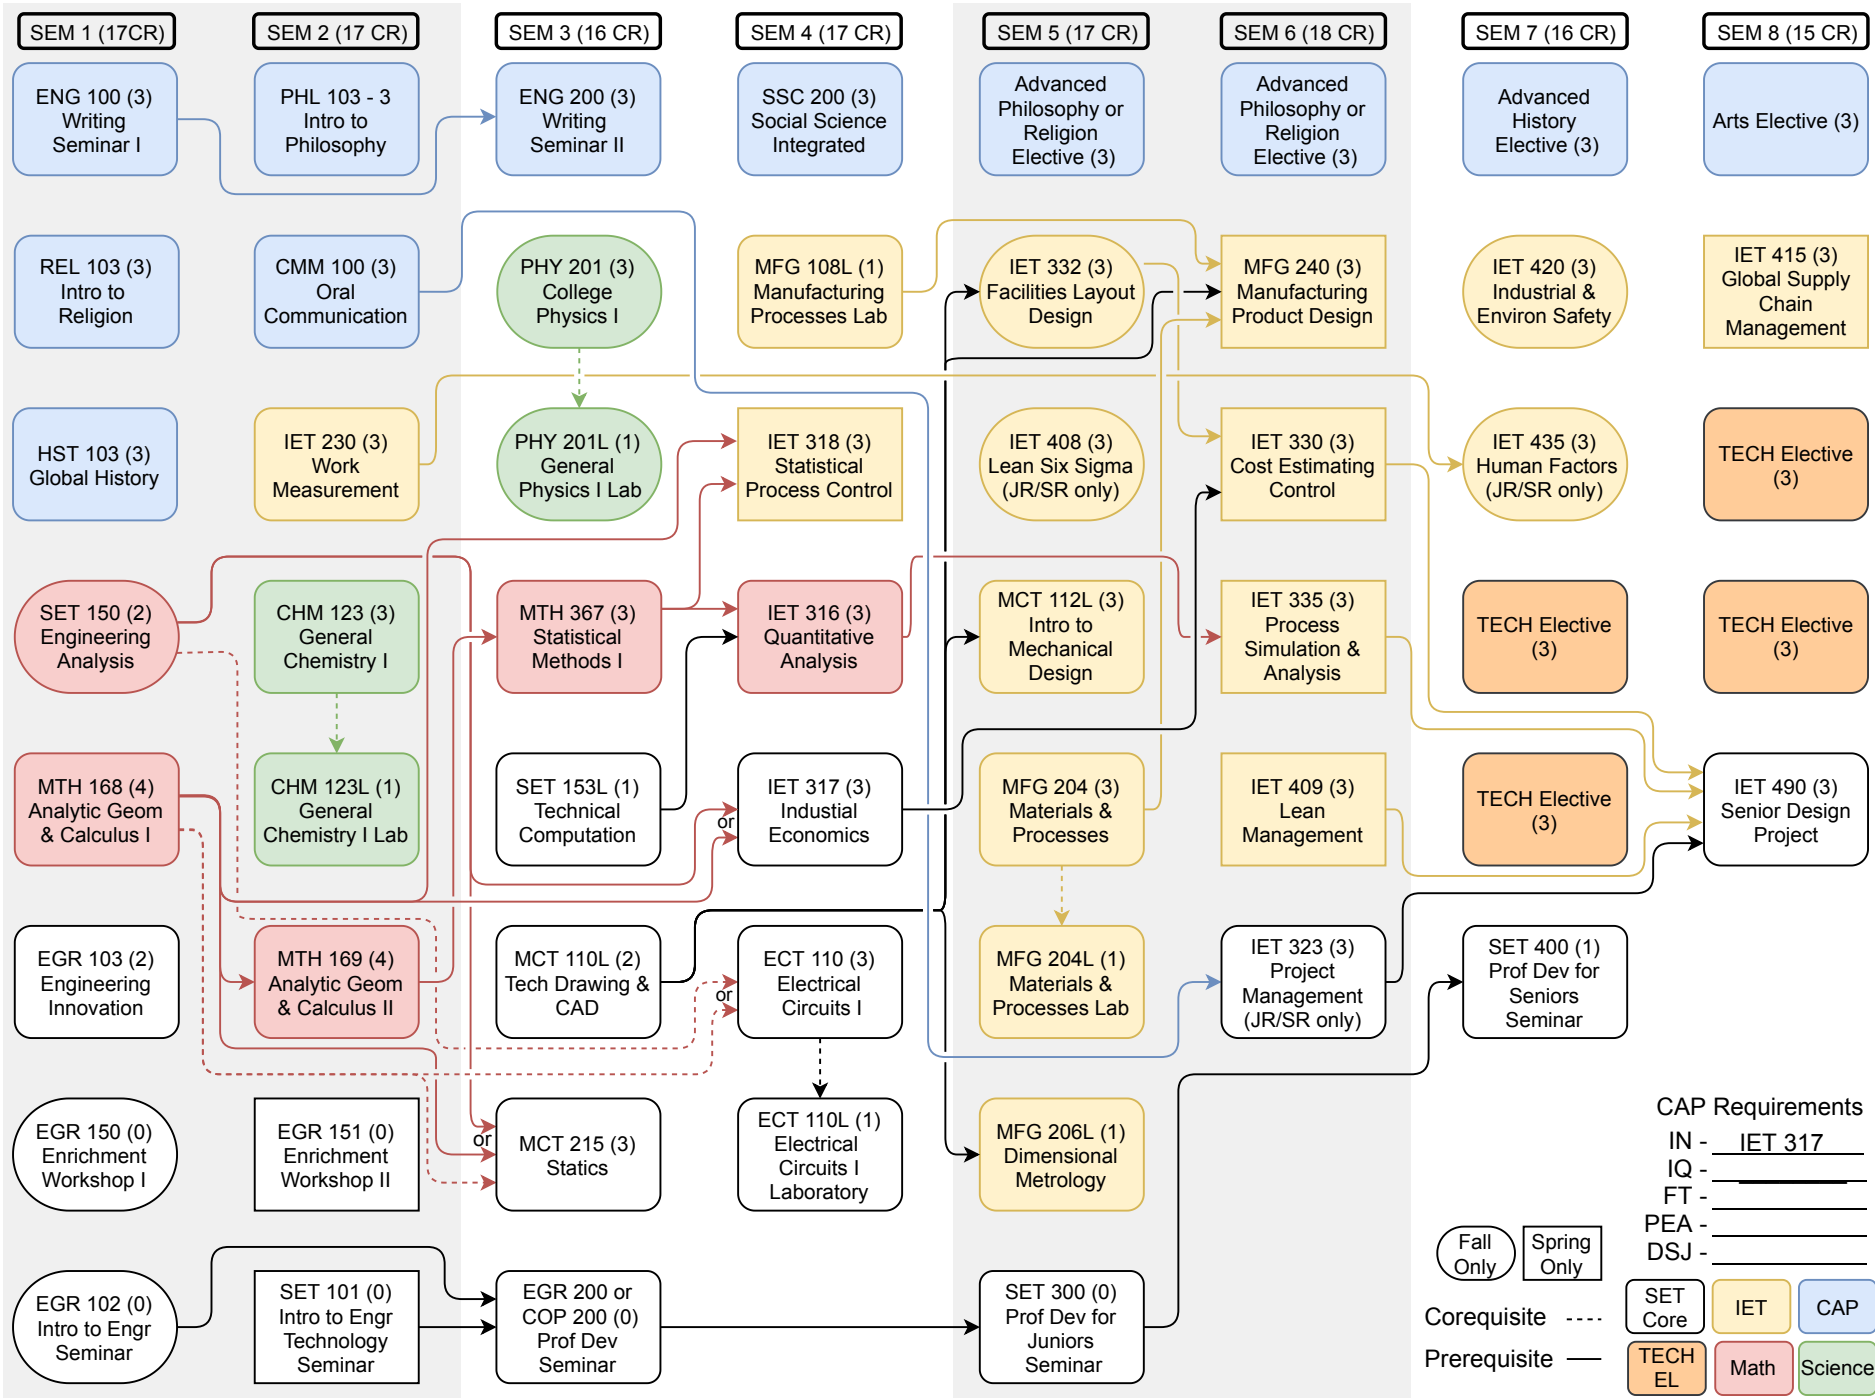 SEM 1 (17CR)
SEM 2 (17 CR)
SEM 3 (16 CR)
SEM 4 (17 CR)
SEM 5 (17 CR)
SEM 6 (18 CR)
SEM 7 (16 CR)
SEM 8 (15 CR)
ENG 100 (3)
Writing
Seminar I
PHL 103 - 3
Intro to
Philosophy
ENG 200 (3)
Writing
Seminar II
SSC 200 (3)
Social Science
Integrated
Advanced
Philosophy or
Religion
Elective (3)
Advanced
Philosophy or
Religion
Elective (3)
Advanced
History
Elective (3)
Arts Elective (3)
REL 103 (3)
Intro to
Religion
CMM 100 (3)
Oral
Communication
PHY 201 (3)
College
Physics I
MFG 108L (1)
Manufacturing
Processes Lab
IET 332 (3)
Facilities Layout
Design
MFG 240 (3)
Manufacturing
Product Design
IET 420 (3)
Industrial &
Environ Safety
IET 415 (3)
Global Supply
Chain
Management
HST 103 (3)
Global History
IET 230 (3)
Work
Measurement
PHY 201L (1)
General
Physics I Lab
IET 318 (3)
Statistical
Process Control
IET 408 (3)
Lean Six Sigma
(JR/SR only)
IET 330 (3)
Cost Estimating
Control
IET 435 (3)
Human Factors
(JR/SR only)
TECH Elective
(3)
SET 150 (2)
Engineering
Analysis
CHM 123 (3)
General
Chemistry I
MTH 367 (3)
Statistical
Methods I
IET 316 (3)
Quantitative
Analysis
MCT 112L (3)
Intro to
Mechanical
Design
IET 335 (3)
Process
Simulation &
Analysis
TECH Elective
(3)
TECH Elective
(3)
MTH 168 (4)
Analytic Geom
& Calculus I
CHM 123L (1)
General
Chemistry I Lab
SET 153L (1)
Technical
Computation
or
IET 317 (3)
Industial
Economics
MFG 204 (3)
Materials &
Processes
IET 409 (3)
Lean
Management
TECH Elective
(3)
IET 490 (3)
Senior Design
Project
EGR 103 (2)
Engineering
Innovation
MTH 169 (4)
Analytic Geom
& Calculus II
MCT 110L (2)
Tech Drawing &
CAD
or
ECT 110 (3)
Electrical
Circuits I
MFG 204L (1)
Materials &
Processes Lab
IET 323 (3)
Project
Management
(JR/SR only)
SET 400 (1)
Prof Dev for
Seniors
Seminar
EGR 150 (0)
Enrichment
Workshop I
EGR 151 (0)
Enrichment
Workshop II
or
MCT 215 (3)
Statics
ECT 110L (1)
Electrical
Circuits I
Laboratory
MFG 206L (1)
Dimensional
Metrology
CAP Requirements
IN - IET 317
IQ -
FT -
PEA -
DSJ -
EGR 102 (0)
Intro to Engr
Seminar
SET 101 (0)
Intro to Engr
Technology
Seminar
EGR 200 or
COP 200 (0)
Prof Dev
Seminar
SET 300 (0)
Prof Dev for
Juniors
Seminar
Fall
Only
Spring
Only
Corequisite
Prerequisite
SET
Core
IET
CAP
TECH
EL
Math
Science